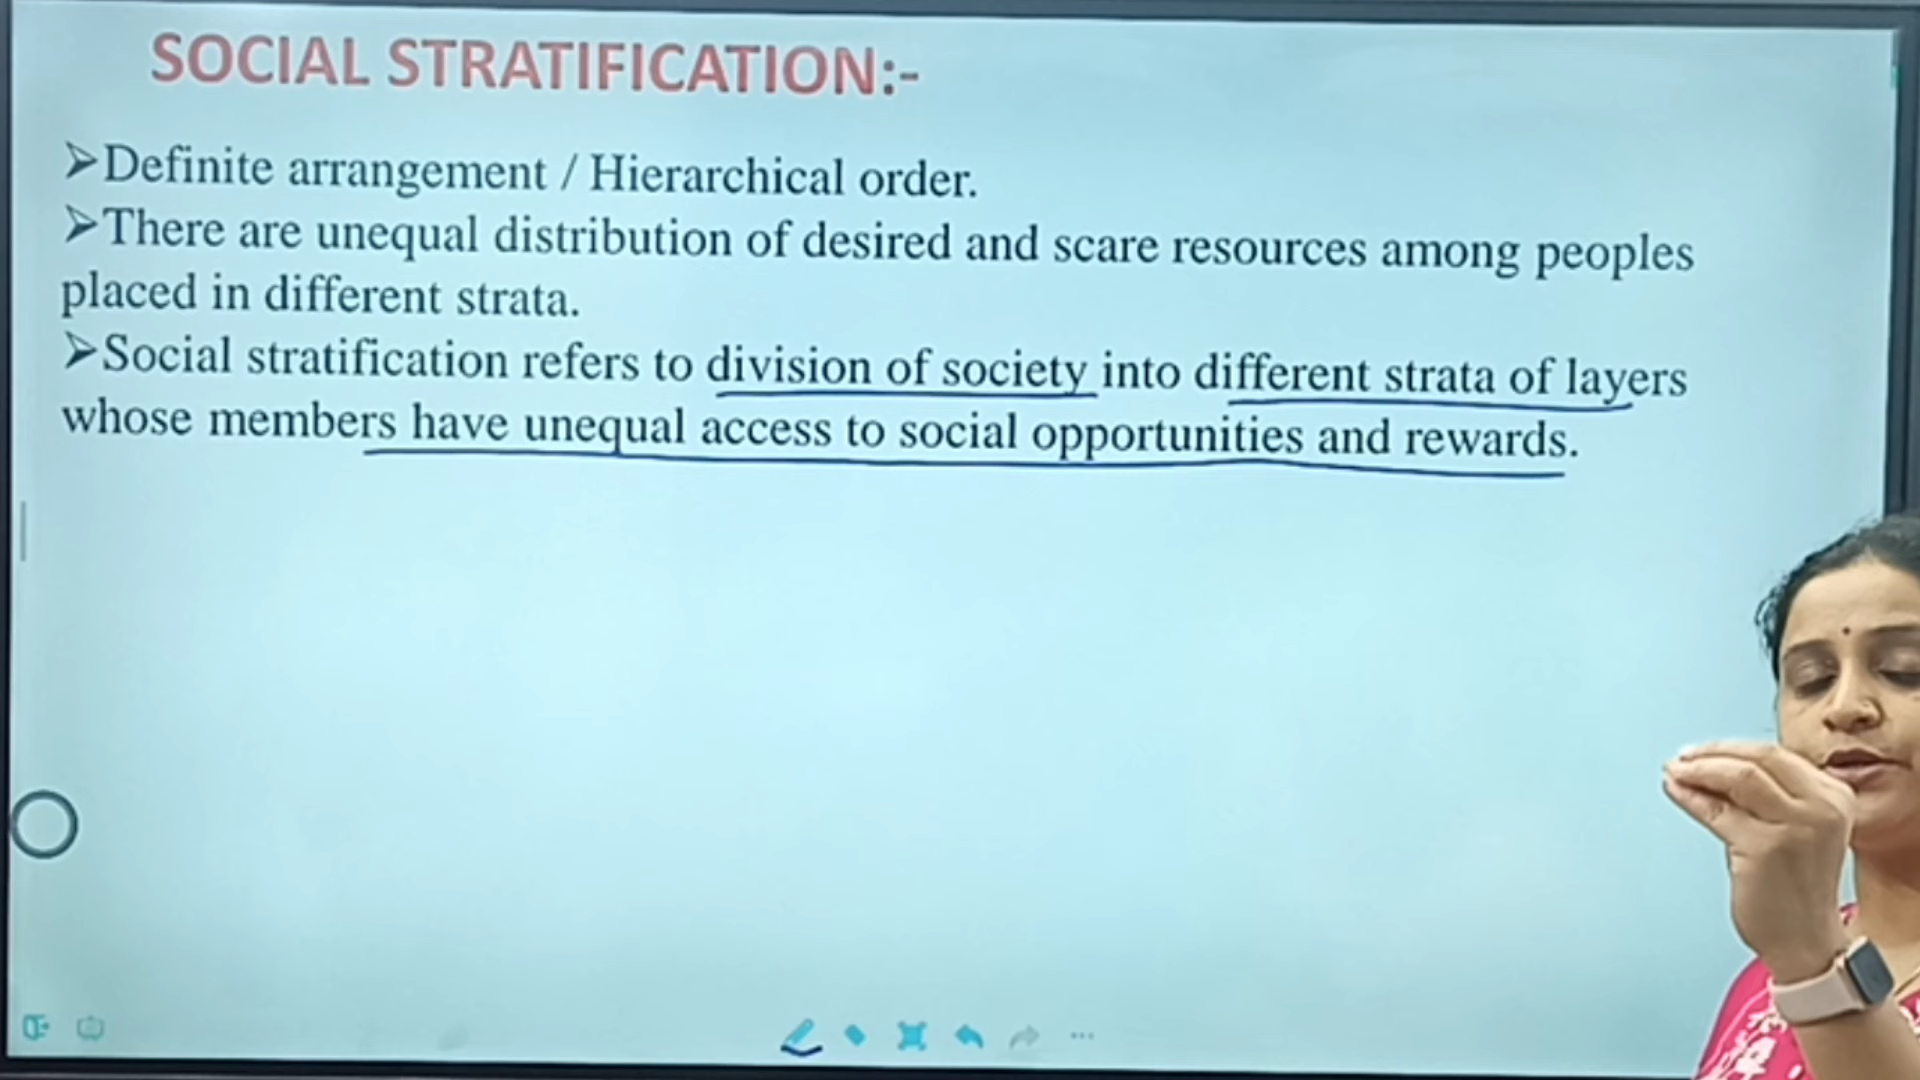 SOCIAL STRATIFICATION:-
➢Definite arrangement / Hierarchical order.
➢There are unequal distribution of desired and scare resources among peoples
placed in different strata.
➢Social stratification refers to division of society into different strata of layers
whose members have unequal access to social opportunities and rewards.